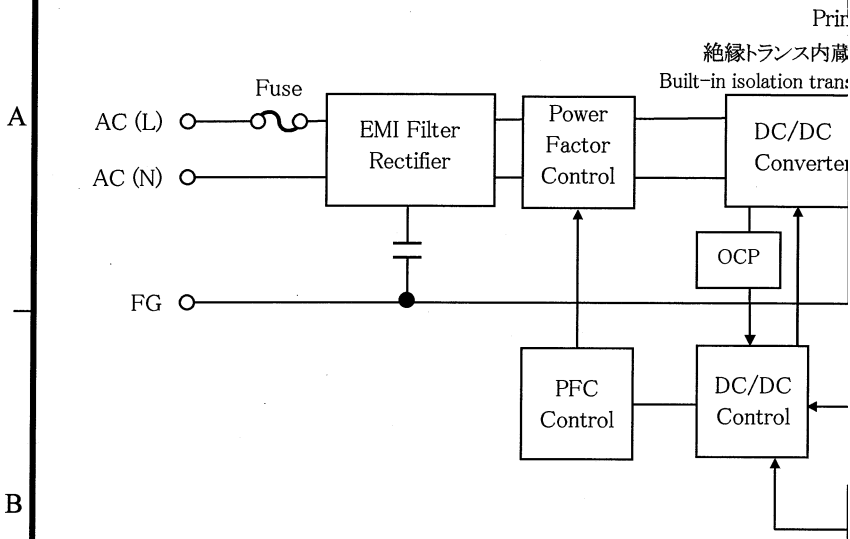 絶縁トランス内蔵
Built-in isolation
Fuse
A
AC (L)
AC (N)
EMI Filter
Rectifier
Power
Factor
Control
DC/DC
Converter
OCP
FG
PFC
Control
DC/DC
Control
B